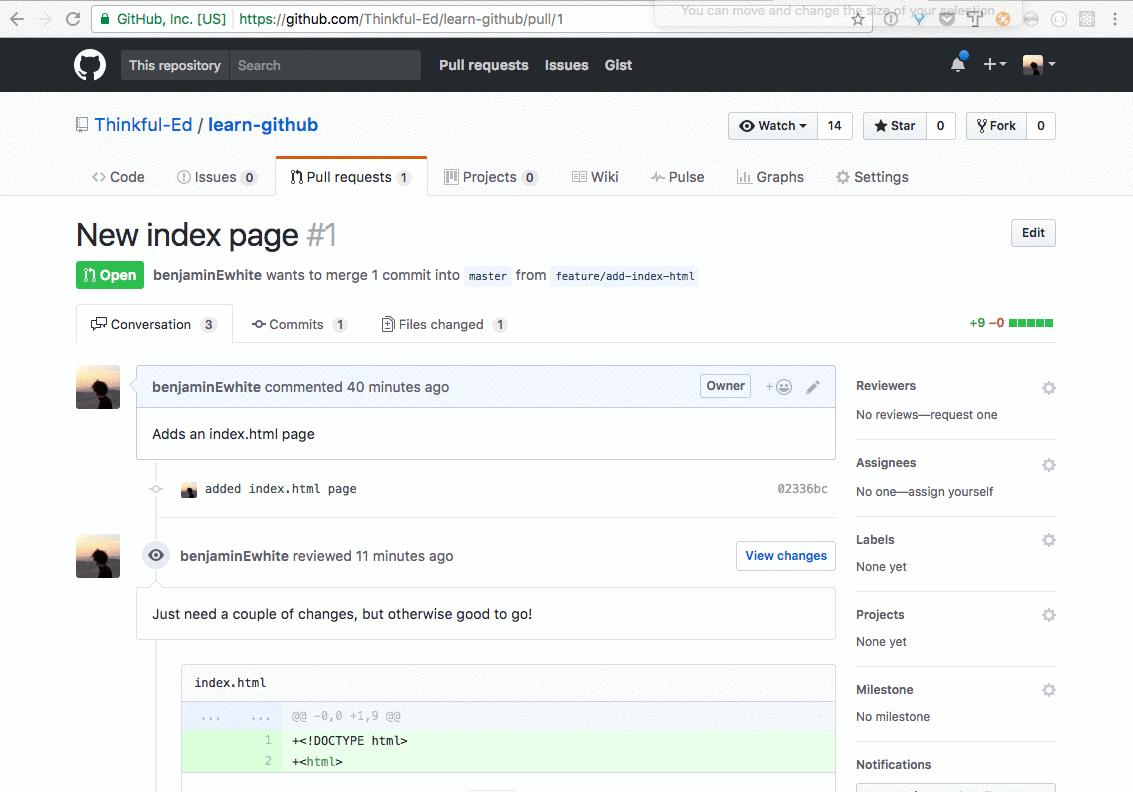 GitHub, Inc. [US] https://github.com/Thinkful-Ed/learn-github/pull/1
You can move and change the size of your selection
This repository Search Pull requests Issues Gist
Thinkful-Ed / learn-github Watch 14 Star 0 Fork 0
Code Issues 0 Pull requests 1 Projects 0 Wiki Pulse Graphs Settings
New index page #1 Edit
Open benjaminEwhite wants to merge 1 commit into master from feature/add-index-html
Conversation 3 Commits 1 Files changed 1 +9 −0
benjaminEwhite commented 40 minutes ago Owner
Adds an index.html page
added index.html page 02336bc
benjaminEwhite reviewed 11 minutes ago View changes
Just need a couple of changes, but otherwise good to go!
index.html
... ... @@ -0,0 +1,9 @@
1 +<!DOCTYPE html>
2 +<html>
Reviewers
No reviews—request one
Assignees
No one—assign yourself
Labels
None yet
Projects
None yet
Milestone
No milestone
Notifications